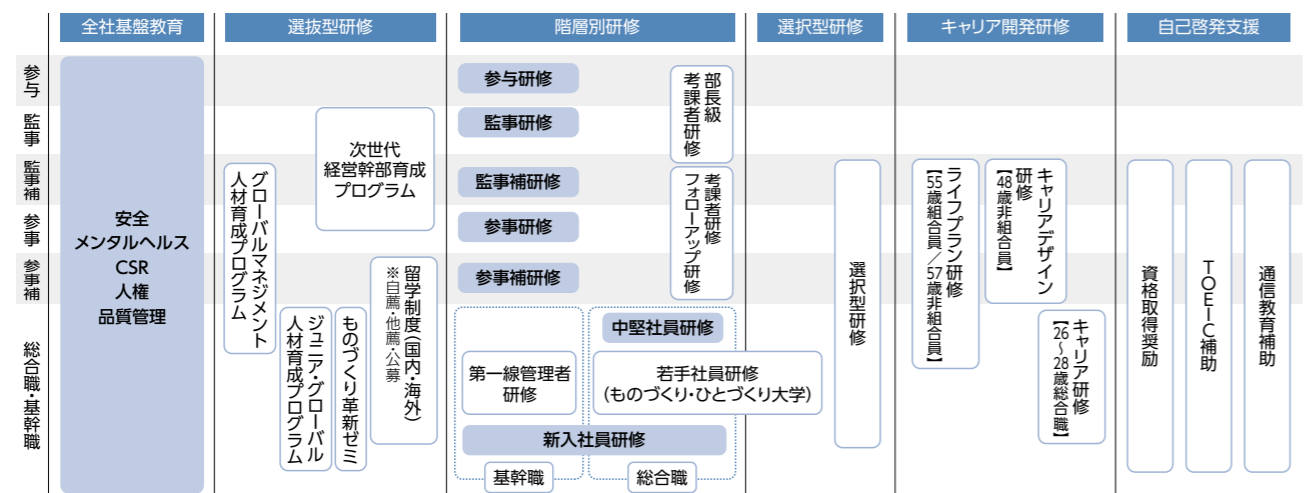 全社基盤教育
選抜型研修
階層別研修
選択型研修
キャリア開発研修
自己啓発支援
参与
監事
監事補
参事
参事補
総合職・基幹職
安全
メンタルヘルス
CSR
人権
品質管理
グローバルマネジメント
人材育成プログラム
次世代
経営幹部育成
プログラム
ジュニア・グローバル
人材育成プログラム
ものづくり革新ゼミ
留学制度(国内・海外)
※自薦・他薦・公募
参与研修
監事研修
監事補研修
参事研修
参事補研修
部長級
考課者研修
考課者研修
フォローアップ研修
中堅社員研修
第一線管理者
研修
若手社員研修
(ものづくり・ひとづくり大学)
新入社員研修
基幹職
総合職
選択型研修
ライフプラン研修
【55歳組合員/57歳非組合員】
キャリアデザイン
研修
【48歳非組合員】
キャリア研修
【26~28歳総合職】
資格取得奨励
TOEIC補助
通信教育補助